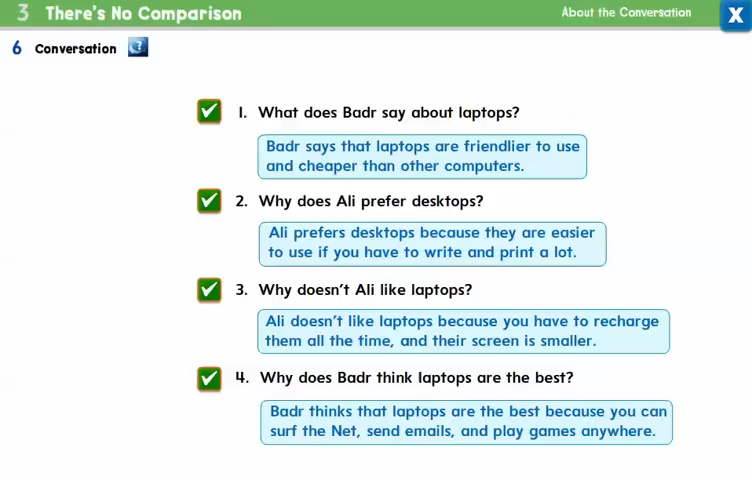 3 There's No Comparison
About the Conversation
X
6 Conversation ?
1. What does Badr say about laptops?
Badr says that laptops are friendlier to use
and cheaper than other computers.
2. Why does Ali prefer desktops?
Ali prefers desktops because they are easier
to use if you have to write and print a lot.
3. Why doesn't Ali like laptops?
Ali doesn't like laptops because you have to recharge
them all the time, and their screen is smaller.
4. Why does Badr think laptops are the best?
Badr thinks that laptops are the best because you can
surf the Net, send emails, and play games anywhere.